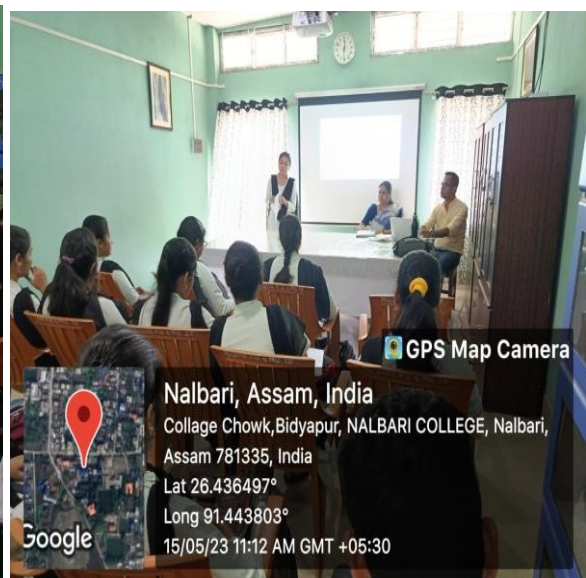 GPS Map Camera
Nalbari, Assam, India
Collage Chowk,Bidyapur, NALBARI COLLEGE, Nalbari,
Assam 781335, India
Lat 26.436497°
Long 91.443803°
15/05/23 11:12 AM GMT +05:30
Google